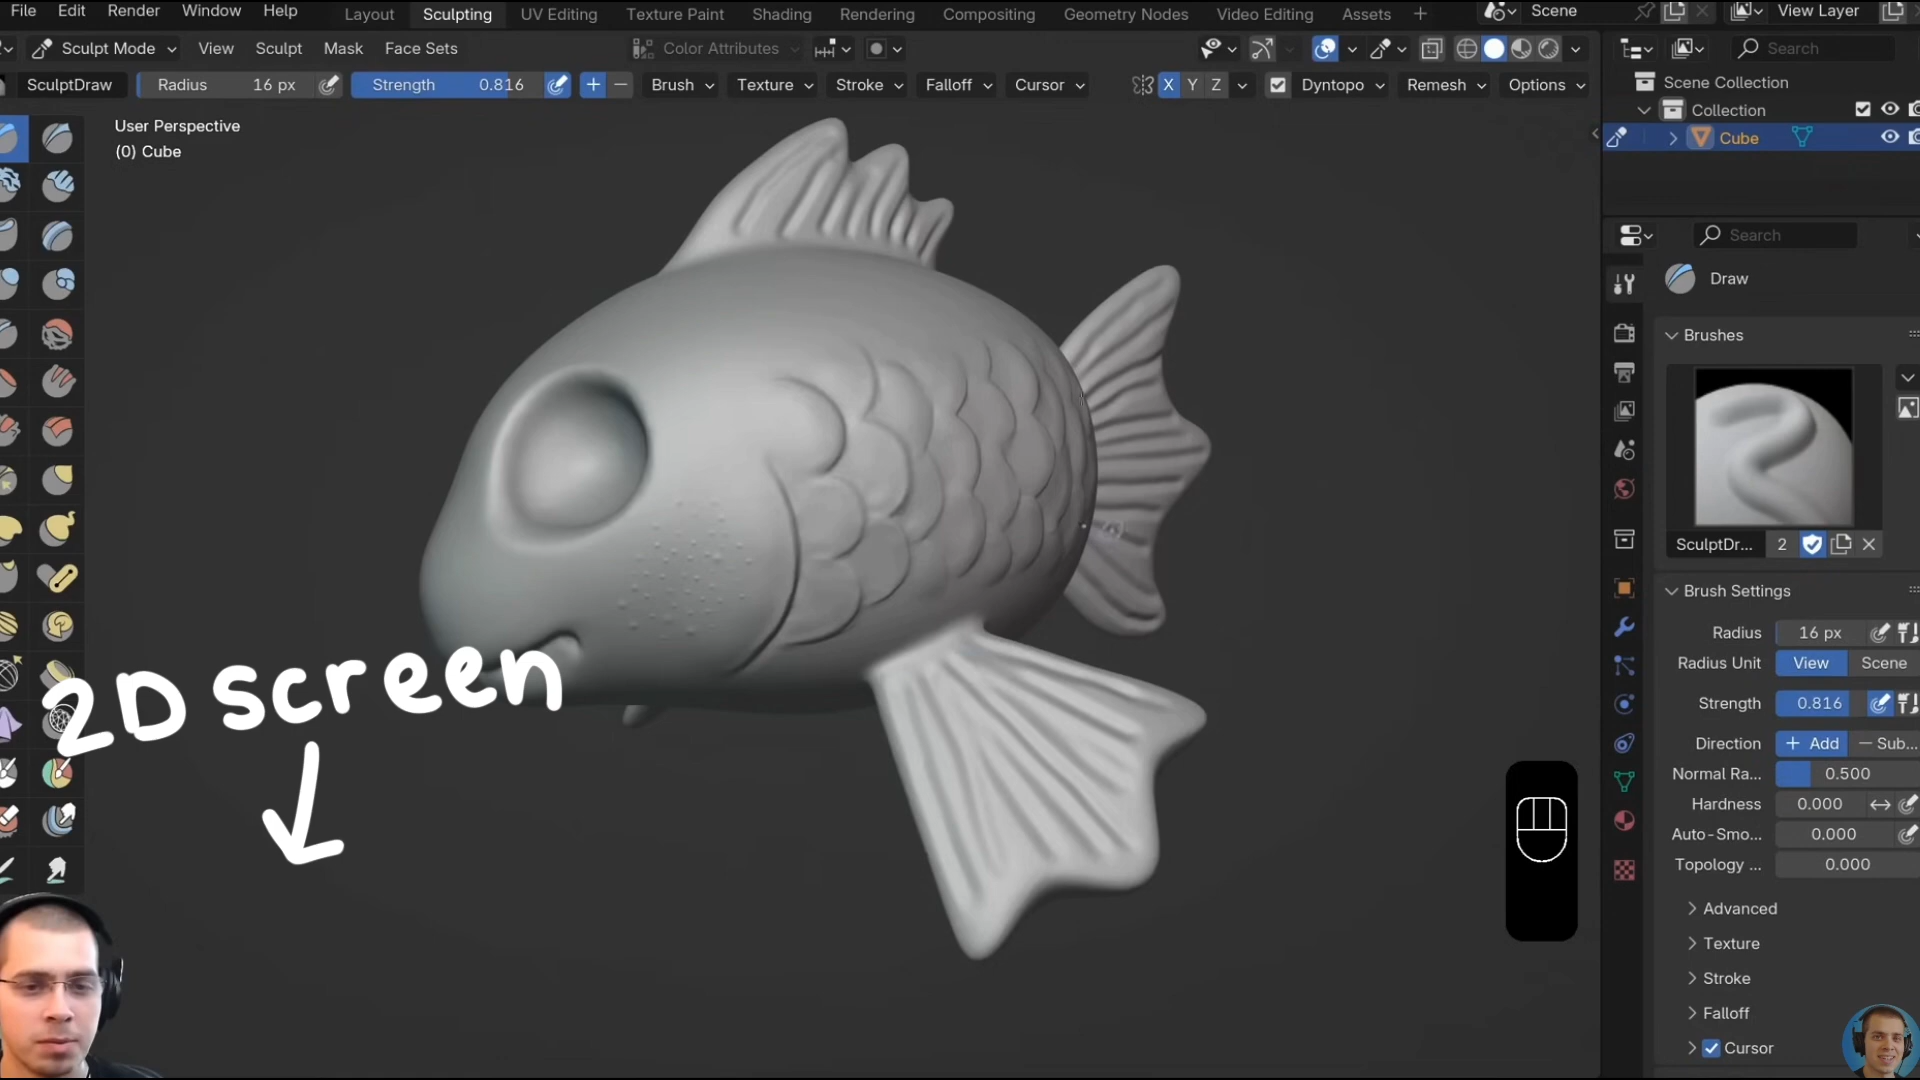 File Edit Render Window Help Layout Sculpting UV Editing Texture Paint Shading Rendering Compositing Geometry Nodes Video Editing Assets + Scene View Layer
Sculpt Mode View Sculpt Mask Face Sets Color Attributes Search
SculptDraw Radius 16 px Strength 0.816 + − Brush Texture Stroke Falloff Cursor X Y Z Dyntopo Remesh Options Scene Collection
Collection
User Perspective
(0) Cube
Cube
Search
Draw
Brushes
SculptDr... 2
Brush Settings
Radius 16 px
Radius Unit View Scene
Strength 0.816
Direction + Add − Sub...
Normal Ra... 0.500
Hardness 0.000
Auto-Smo... 0.000
Topology ... 0.000
Advanced
Texture
Stroke
Falloff
Cursor
2D screen